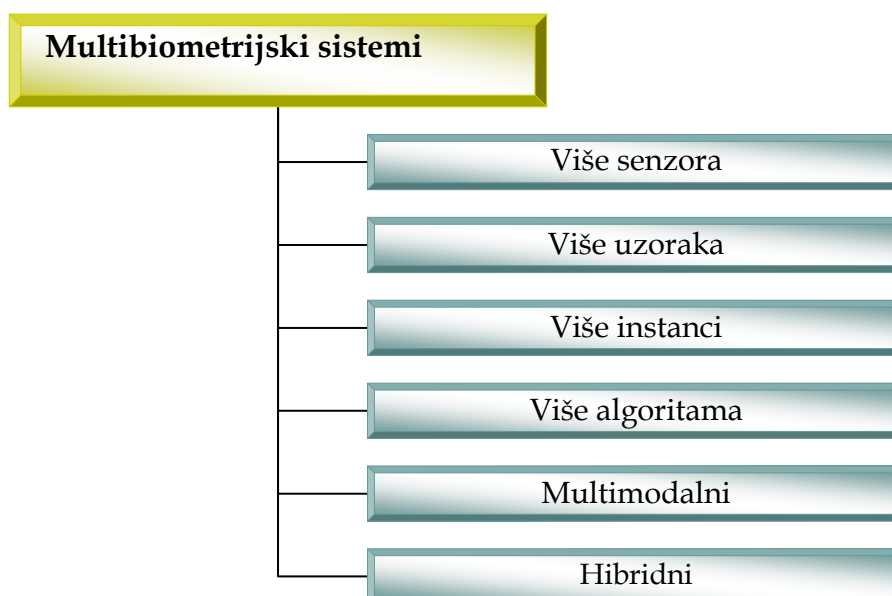 Multibiometrijski sistemi
Više senzora
Više uzoraka
Više instanci
Više algoritama
Multimodalni
Hibridni